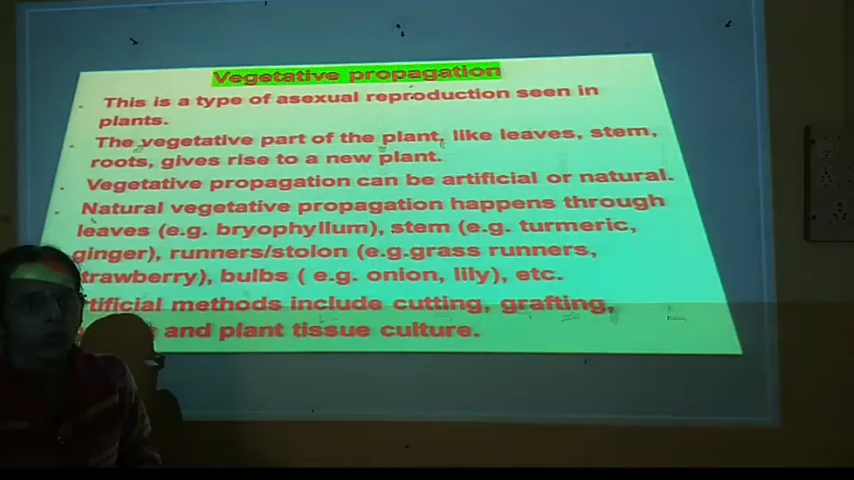 Vegetative propagation
This is a type of asexual reproduction seen in
plants.
The vegetative part of the plant, like leaves, stem,
roots, gives rise to a new plant.
Vegetative propagation can be artificial or natural.
Natural vegetative propagation happens through
leaves (e.g. bryophyllum), stem (e.g. turmeric,
ginger), runners/stolon (e.g.grass runners,
trawberry), bulbs ( e.g. onion, lily), etc.
tificial methods include cutting, grafting,
and plant tissue culture.